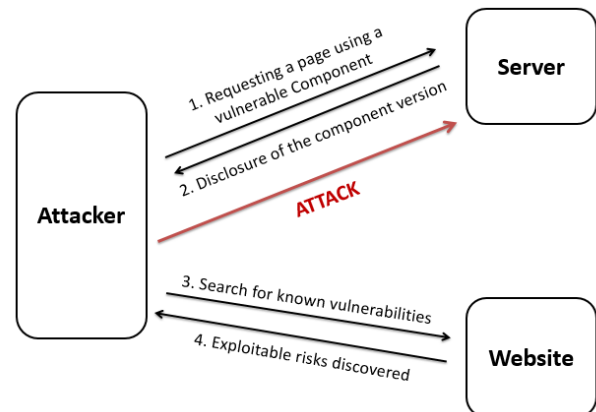 1. Requesting a page using a
vulnerable Component
Server
2. Disclosure of the component version
Attacker
ATTACK
3. Search for known vulnerabilities
4. Exploitable risks discovered
Website